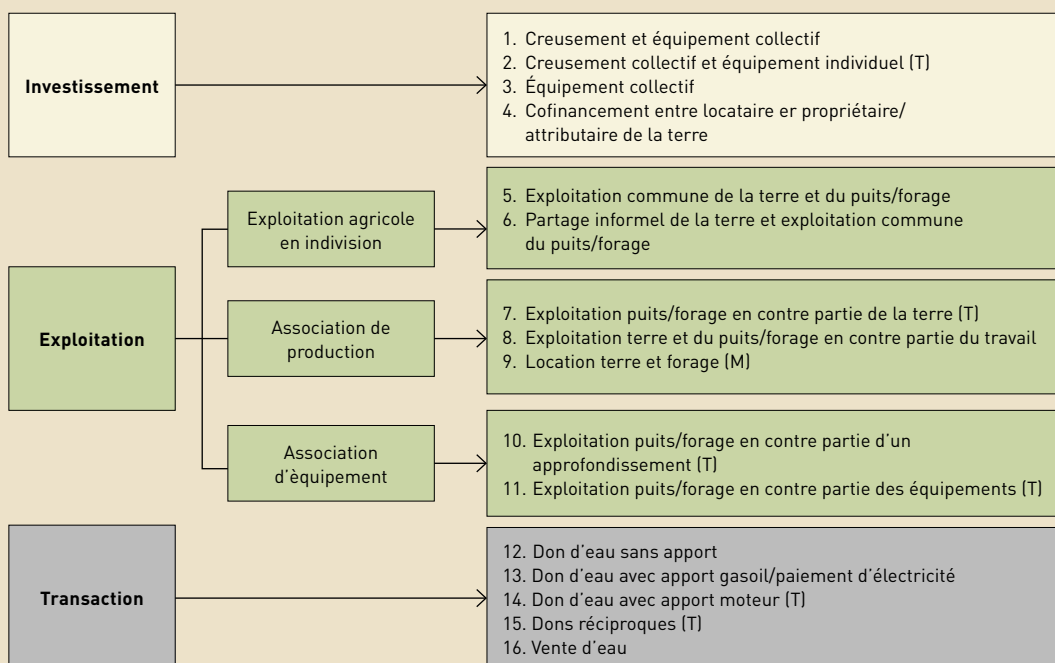 Investissement
1. Creusement et équipement collectif
2. Creusement collectif et équipement individuel (T)
3. Équipement collectif
4. Cofinancement entre locataire er propriétaire/
attributaire de la terre
Exploitation
Exploitation agricole
en indivision
5. Exploitation commune de la terre et du puits/forage
6. Partage informel de la terre et exploitation commune
du puits/forage
Association de
production
7. Exploitation puits/forage en contre partie de la terre (T)
8. Exploitation terre et du puits/forage en contre partie du travail
9. Location terre et forage (M)
Association
d'èquipement
10. Exploitation puits/forage en contre partie d'un
approfondissement (T)
11. Exploitation puits/forage en contre partie des équipements (T)
Transaction
12. Don d'eau sans apport
13. Don d'eau avec apport gasoil/paiement d'électricité
14. Don d'eau avec apport moteur (T)
15. Dons réciproques (T)
16. Vente d'eau